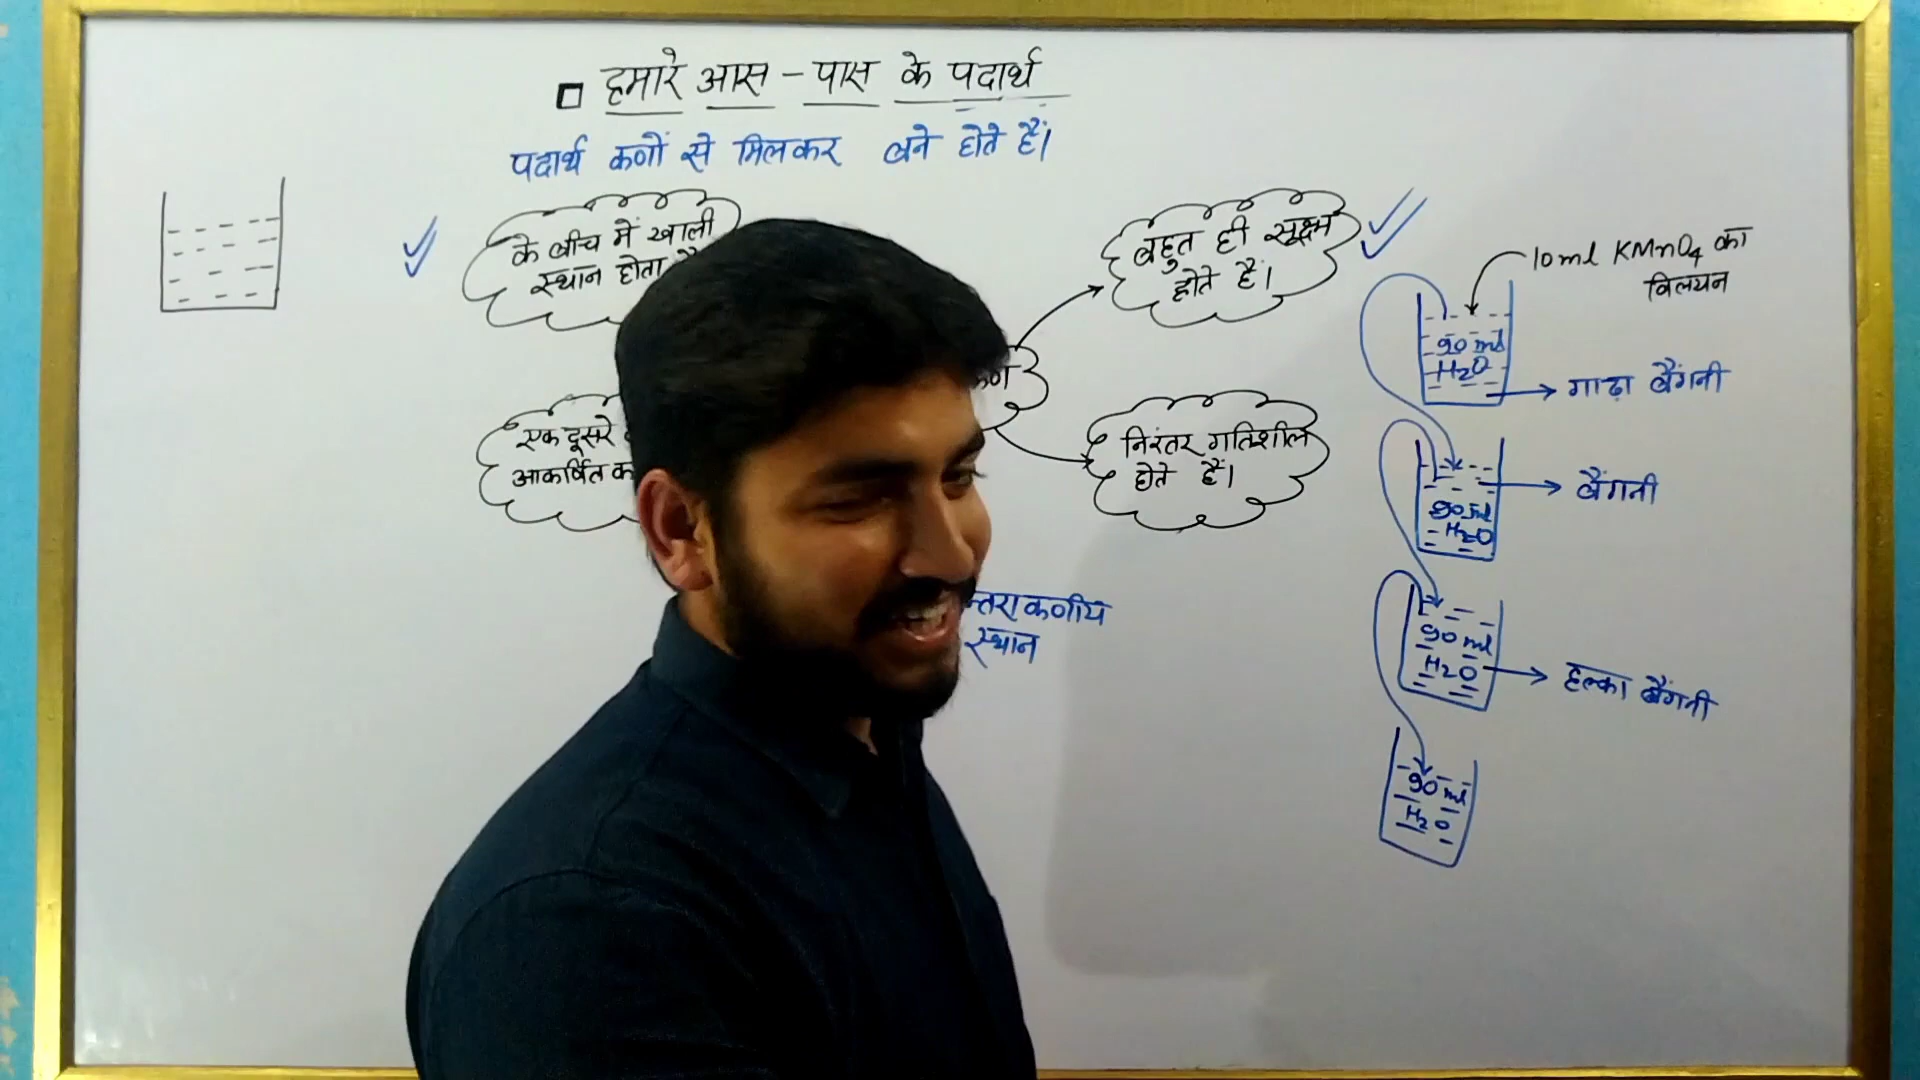 हमारे आस-पास के पदार्थ
पदार्थ कणों से मिलकर बने होते हैं।
के बीच में खाली
स्थान होता
बहुत ही सूक्ष्म
होते हैं।
एक दूसरे
आकर्षित
निरंतर गतिशील
होते हैं।
स्थान
10ml KMnO4 का
विलयन
90 ml
H2O
गाढ़ा बैंगनी
90 ml
H2O
बैंगनी
90 ml
H2O
हल्का बैंगनी
90 ml
H2O